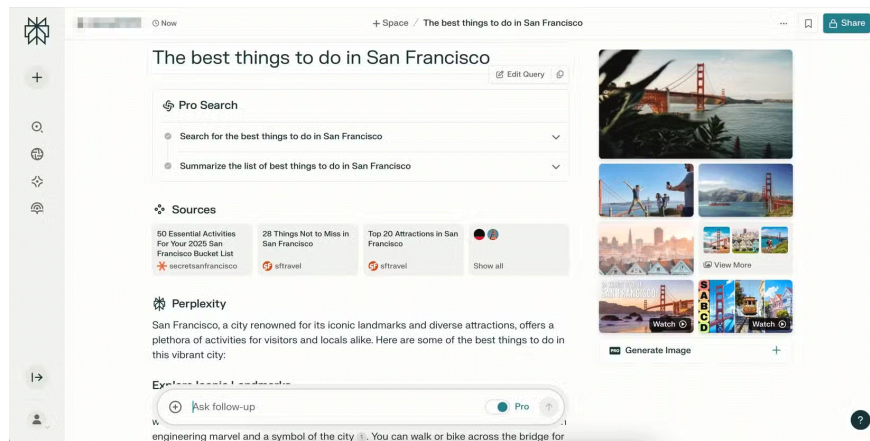 Now
+ Space / The best things to do in San Francisco
Share
The best things to do in San Francisco
Edit Query
Pro Search
Search for the best things to do in San Francisco
Summarize the list of best things to do in San Francisco
Sources
50 Essential Activities
For Your 2025 San
Francisco Bucket List
secretsanfrancisco
28 Things Not to Miss in
San Francisco
sftravel
Top 20 Attractions in San
Francisco
sftravel
Show all
Perplexity
San Francisco, a city renowned for its iconic landmarks and diverse attractions, offers a
plethora of activities for visitors and locals alike. Here are some of the best things to do in
this vibrant city:
Explore Iconic Landmarks
Ask follow-up
Pro
engineering marvel and a symbol of the city 1. You can walk or bike across the bridge for
View More
SAN FRANCISCO
Watch
S
A
B
C
D
Watch
PRO Generate Image
?